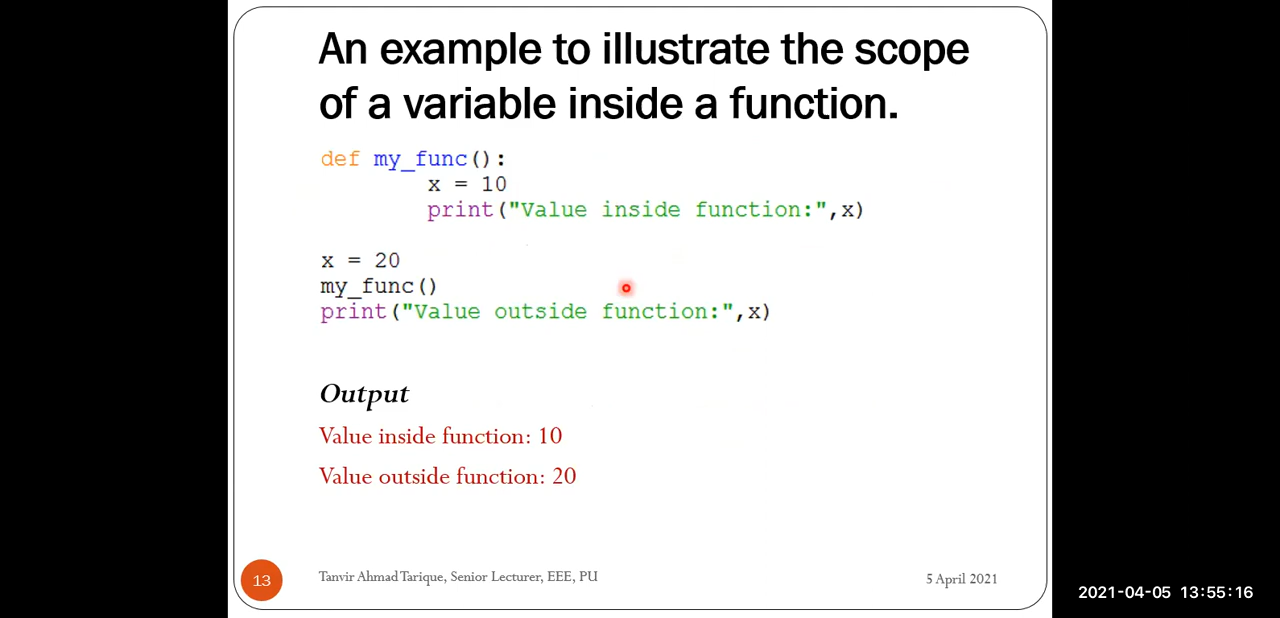 An example to illustrate the scope
of a variable inside a function.
def my_func():
        x = 10
        print("Value inside function:",x)
x = 20
my_func()
print("Value outside function:",x)
Output
Value inside function: 10
Value outside function: 20
13
Tanvir Ahmad Tarique, Senior Lecturer, EEE, PU
5 April 2021
2021-04-05 13:55:16